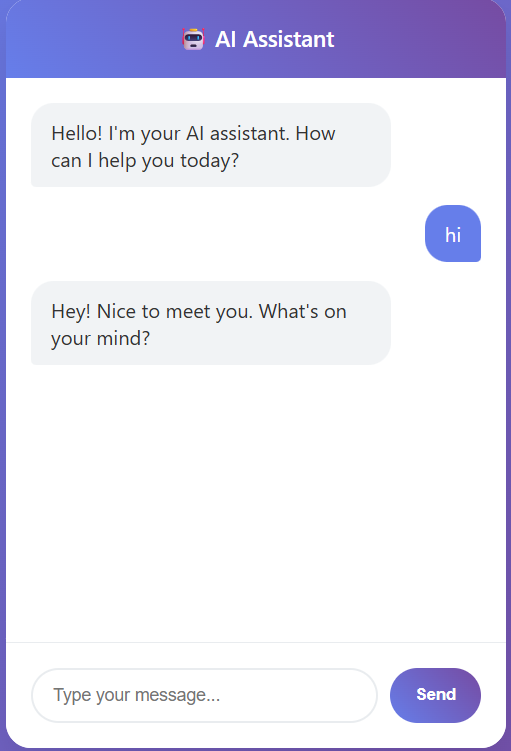 AI Assistant
Hello! I'm your AI assistant. How
can I help you today?
hi
Hey! Nice to meet you. What's on
your mind?
Type your message...
Send